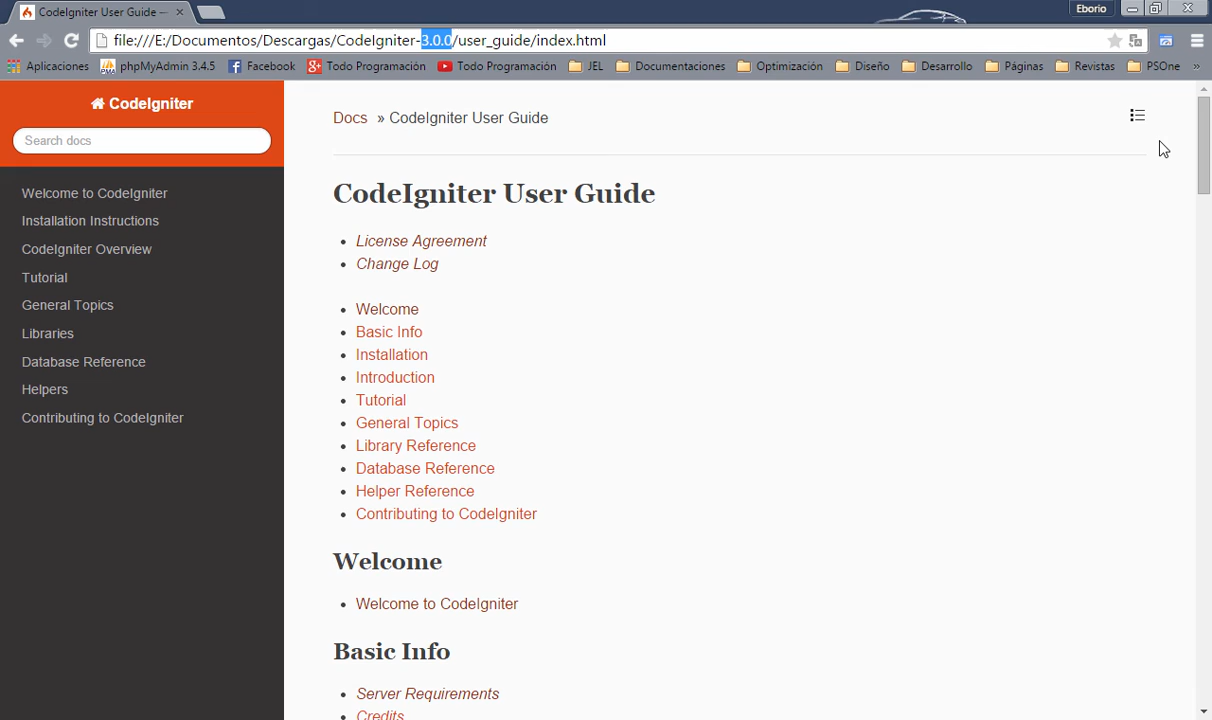 CodeIgniter User Guide —
Eborio
file:///E:/Documentos/Descargas/CodeIgniter-3.0.0/user_guide/index.html
Aplicaciones phpMyAdmin 3.4.5 Facebook Todo Programación Todo Programación JEL Documentaciones Optimización Diseño Desarrollo Páginas Revistas PSOne »
CodeIgniter
Search docs
Welcome to CodeIgniter
Installation Instructions
CodeIgniter Overview
Tutorial
General Topics
Libraries
Database Reference
Helpers
Contributing to CodeIgniter
Docs » CodeIgniter User Guide
CodeIgniter User Guide
License Agreement
Change Log
Welcome
Basic Info
Installation
Introduction
Tutorial
General Topics
Library Reference
Database Reference
Helper Reference
Contributing to CodeIgniter
Welcome
Welcome to CodeIgniter
Basic Info
Server Requirements
Credits